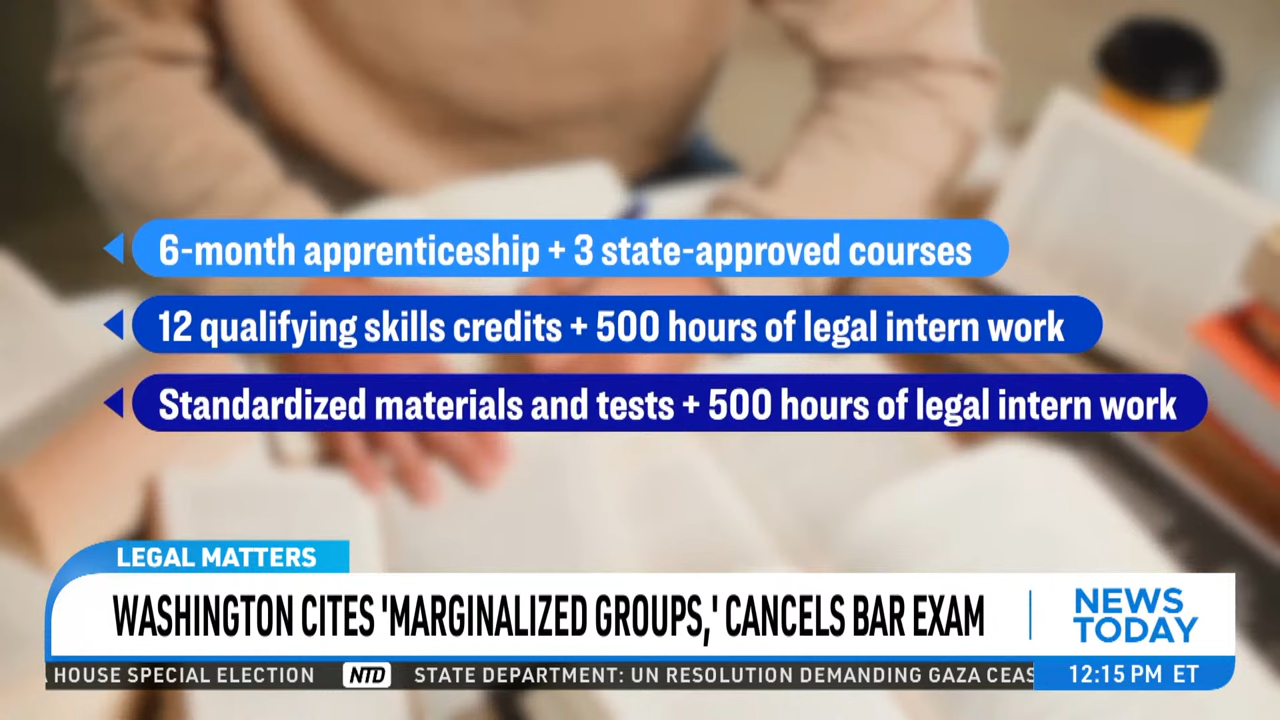 6-month apprenticeship + 3 state-approved courses
12 qualifying skills credits + 500 hours of legal intern work
Standardized materials and tests + 500 hours of legal intern work
LEGAL MATTERS
WASHINGTON CITES 'MARGINALIZED GROUPS,' CANCELS BAR EXAM
NEWS
TODAY
HOUSE SPECIAL ELECTION NTD STATE DEPARTMENT: UN RESOLUTION DEMANDING GAZA CEAS
12:15 PM ET